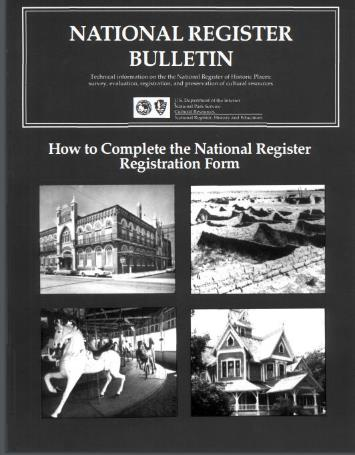 NATIONAL REGISTER
BULLETIN
Technical information on the the National Register of Historic Places:
survey, evaluation, registration, and preservation of cultural resources
U.S. Department of the Interior
National Park Service
Cultural Resources
National Register, History and Education
How to Complete the National Register
Registration Form